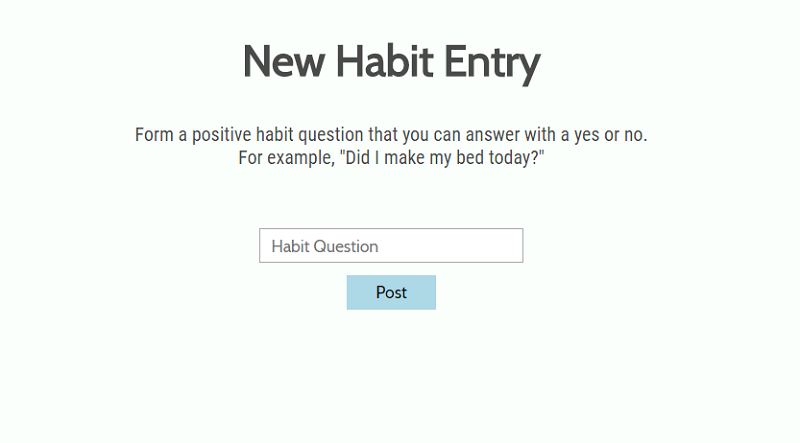 New Habit Entry
Form a positive habit question that you can answer with a yes or no.
For example, "Did I make my bed today?"
Habit Question
Post